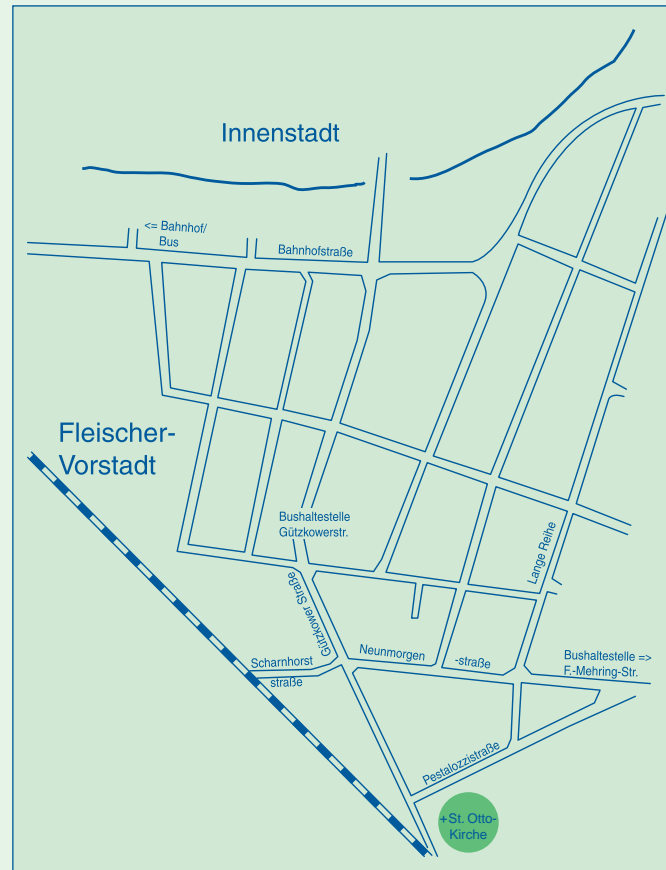 Innenstadt
<= Bahnhof/
Bus
Bahnhofstraße
Fleischer-
Vorstadt
Bushaltestelle
Gützkowerstr.
Lange Reihe
Gützkower Straße
Scharnhorst
straße
Neunmorgen
-straße
Bushaltestelle =>
F.-Mehring-Str.
Pestalozzistraße
+St. Otto-
Kirche